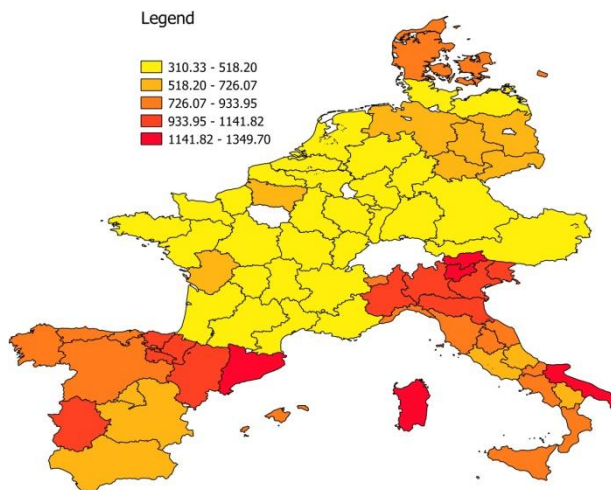 Legend
310.33 - 518.20
518.20 - 726.07
726.07 - 933.95
933.95 - 1141.82
1141.82 - 1349.70